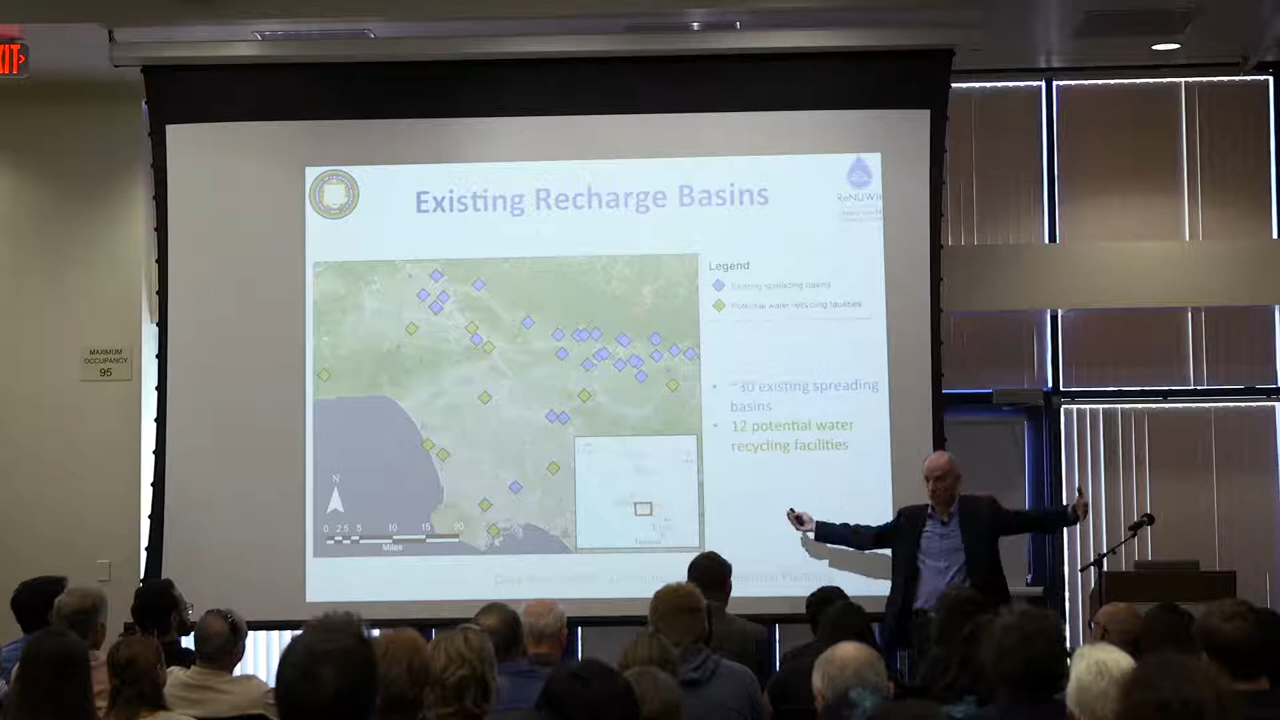 EXIT
MAXIMUM
OCCUPANCY
95
Existing Recharge Basins
ReNUWIt
Legend
Existing spreading basins
Potential water recycling facilities
• ~30 existing spreading
basins
• 12 potential water
recycling facilities
N
0 2.5 5 10 15 20
Miles